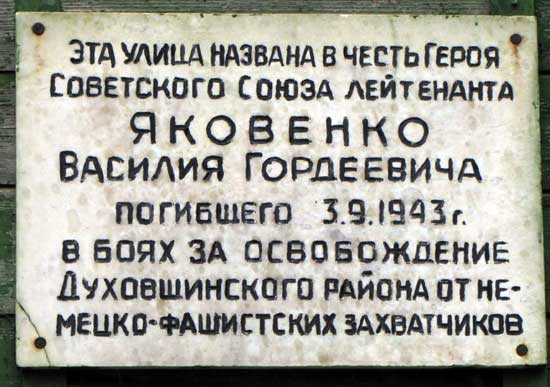 ЭТА УЛИЦА НАЗВАНА В ЧЕСТЬ ГЕРОЯ
СОВЕТСКОГО СОЮЗА ЛЕЙТЕНАНТА
ЯКОВЕНКО
ВАСИЛИЯ ГОРДЕЕВИЧА
ПОГИБШЕГО 3.9.1943 г.
В БОЯХ ЗА ОСВОБОЖДЕНИЕ
ДУХОВЩИНСКОГО РАЙОНА ОТ НЕ-
МЕЦКО-ФАШИСТСКИХ ЗАХВАТЧИКОВ